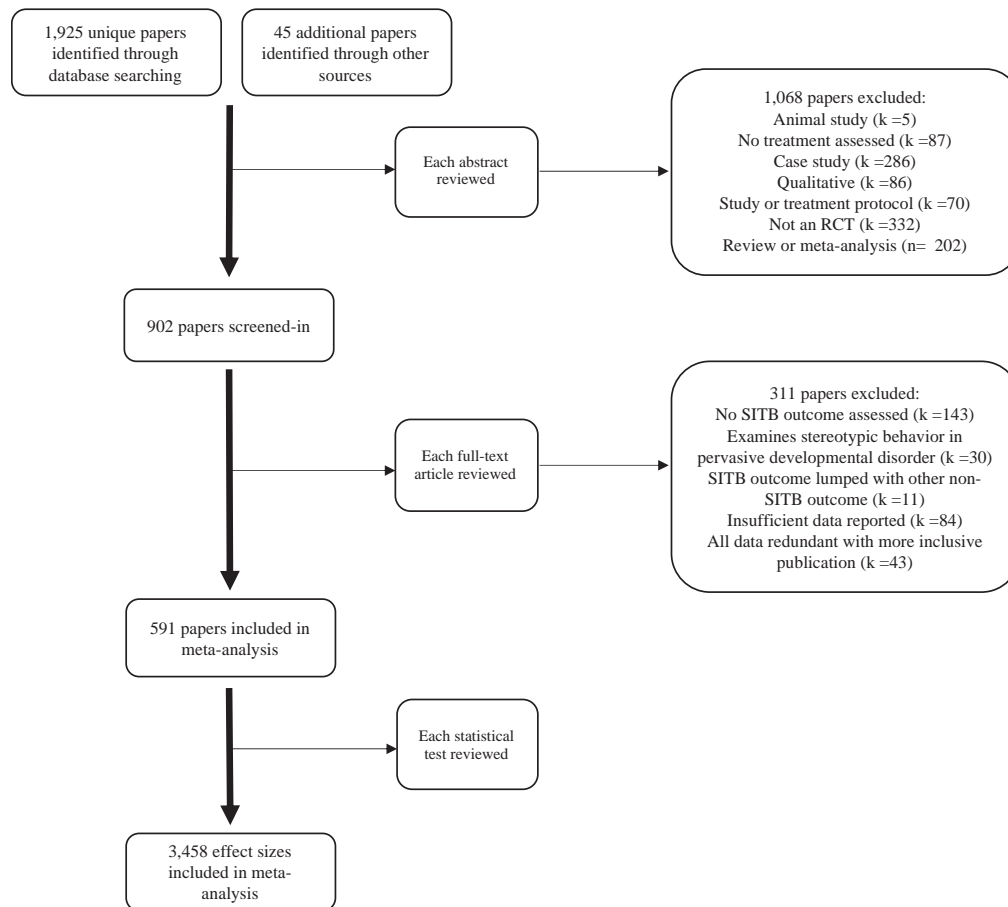 1,925 unique papers
identified through
database searching
45 additional papers
identified through other
sources
Each abstract
reviewed
1,068 papers excluded:
Animal study (k =5)
No treatment assessed (k =87)
Case study (k =286)
Qualitative (k =86)
Study or treatment protocol (k =70)
Not an RCT (k =332)
Review or meta-analysis (n= 202)
902 papers screened-in
Each full-text
article reviewed
311 papers excluded:
No SITB outcome assessed (k =143)
Examines stereotypic behavior in
pervasive developmental disorder (k =30)
SITB outcome lumped with other non-
SITB outcome (k =11)
Insufficient data reported (k =84)
All data redundant with more inclusive
publication (k =43)
591 papers included in
meta-analysis
Each statistical
test reviewed
3,458 effect sizes
included in meta-
analysis